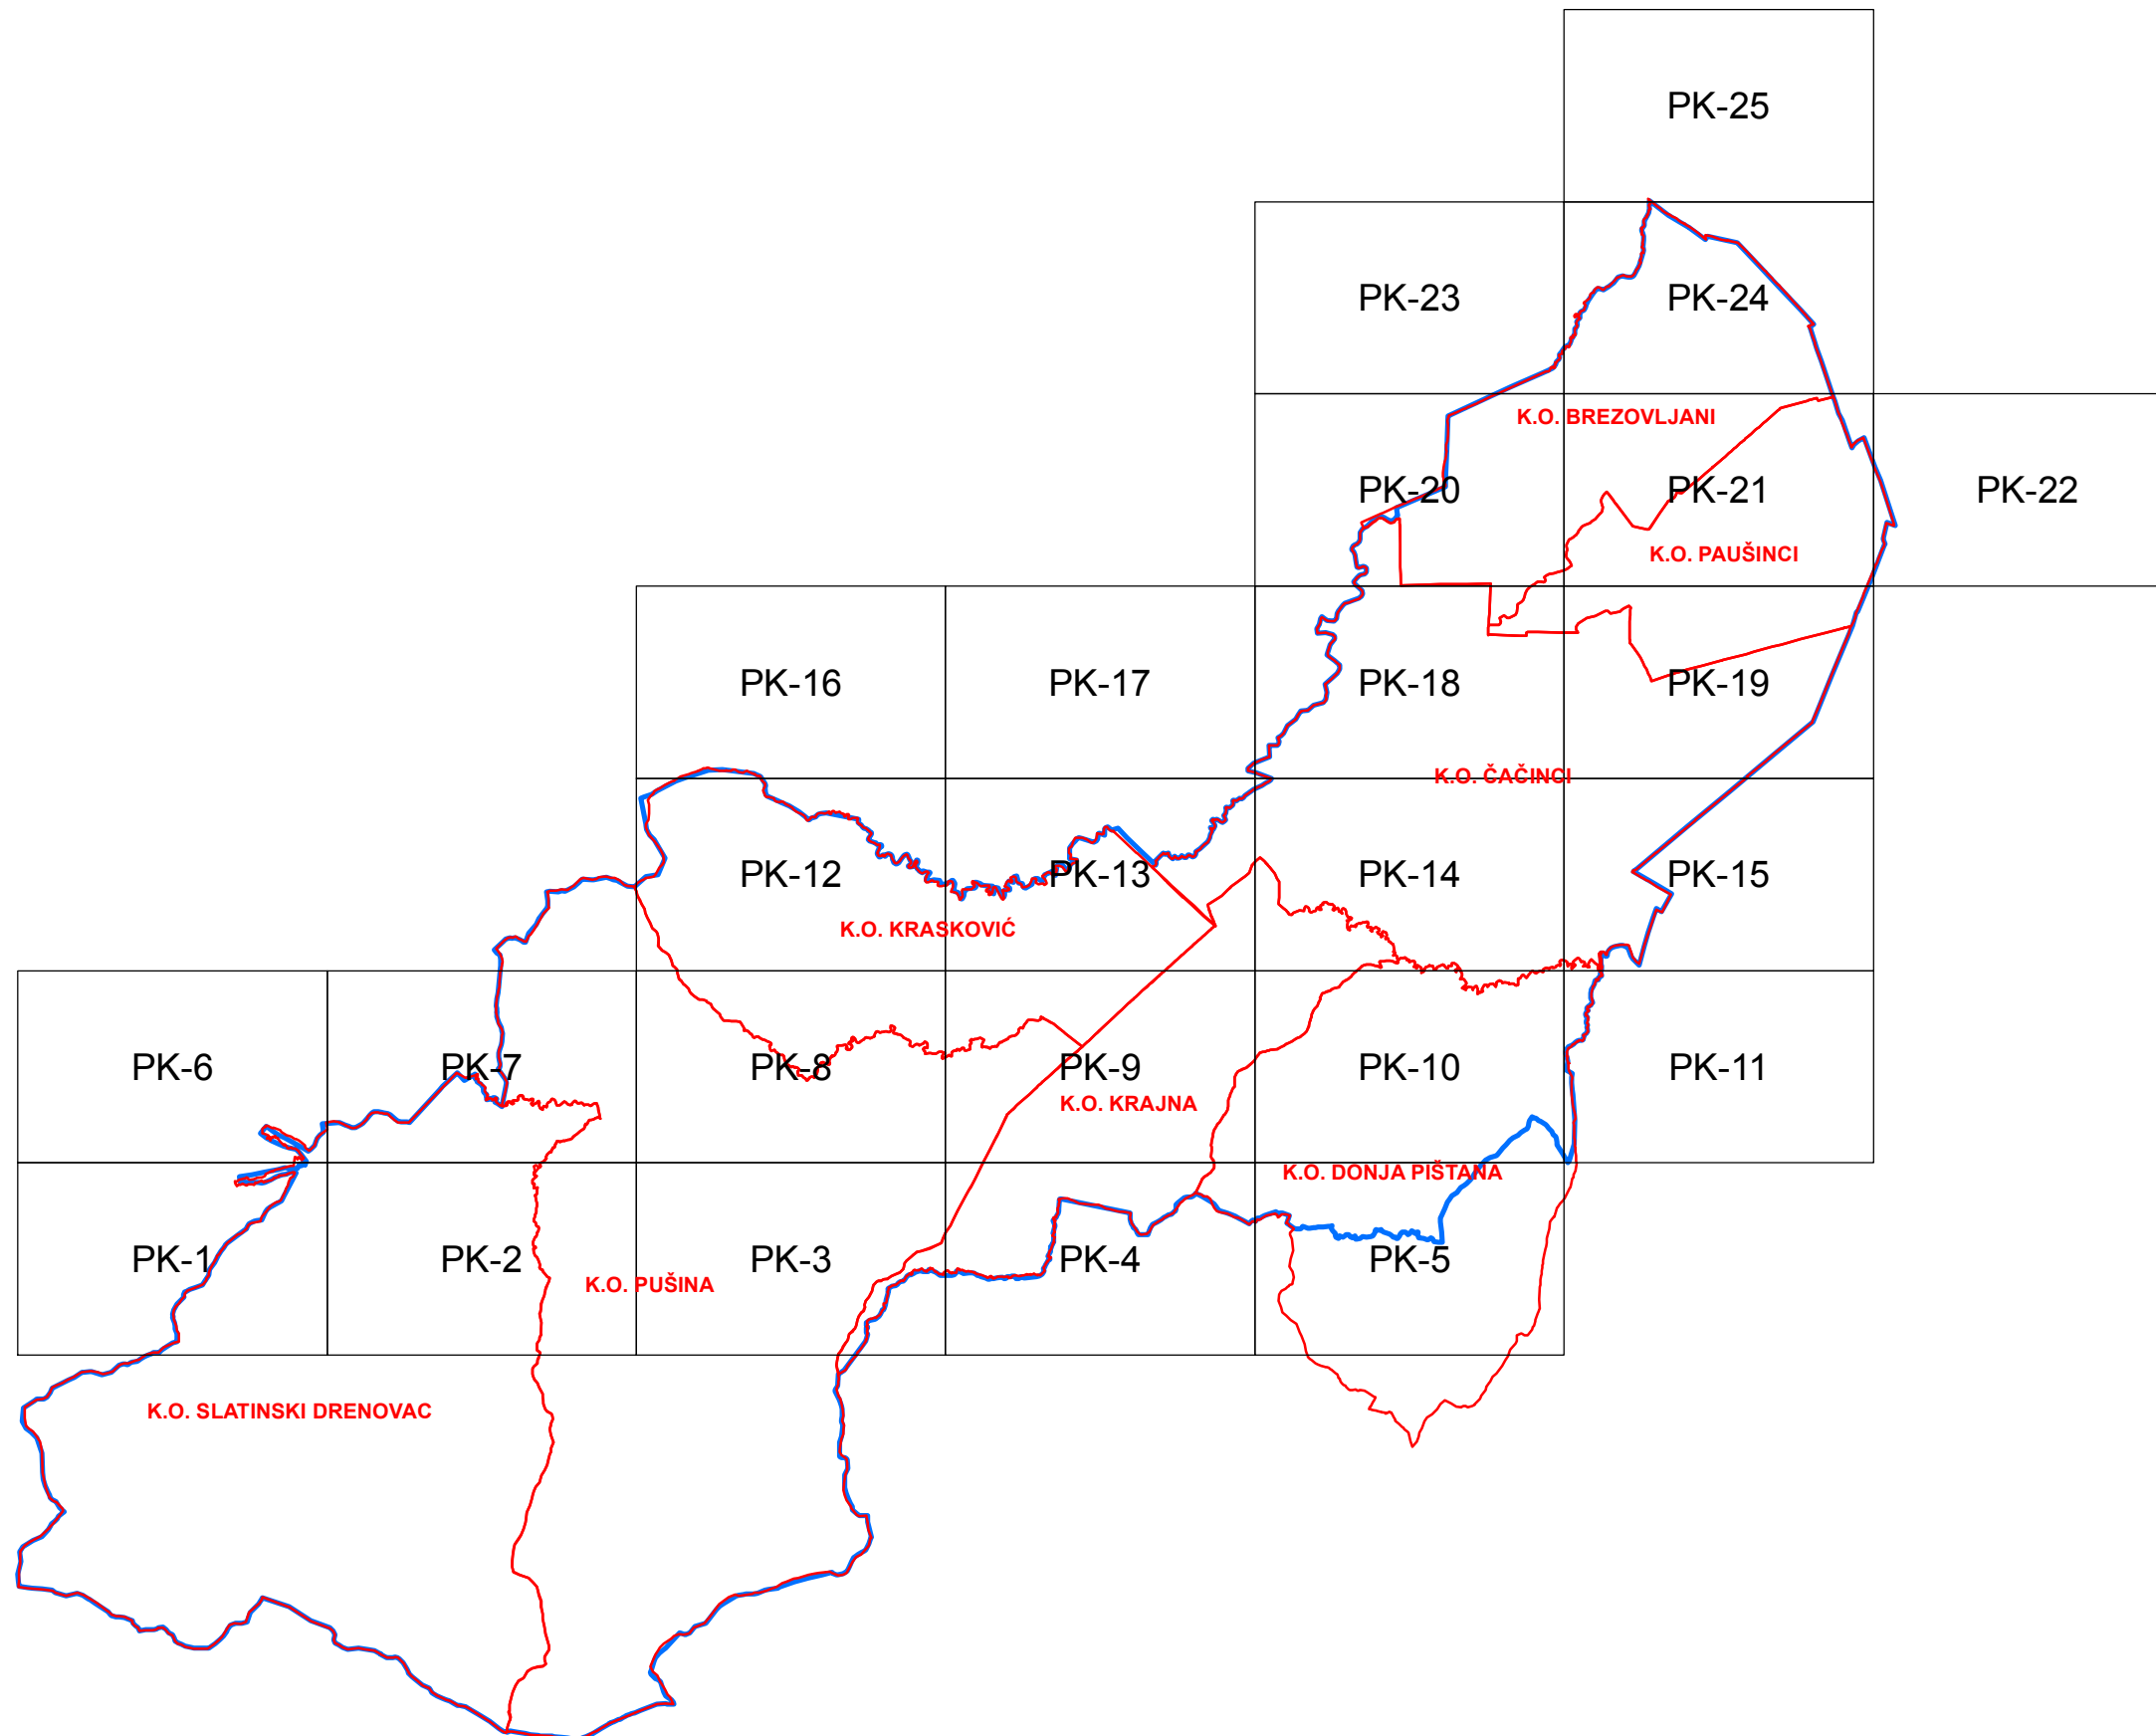 PK-25
PK-23
PK-24
K.O. BREZOVLJANI
PK-20
PK-21
PK-22
K.O. PAUŠINCI
PK-16
PK-17
PK-18
PK-19
K.O. ČAČINCI
PK-12
PK-13
PK-14
PK-15
K.O. KRASKOVIĆ
PK-6
PK-7
PK-8
PK-9
PK-10
PK-11
K.O. KRAJNA
K.O. DONJA PIŠTANA
PK-1
PK-2
PK-3
PK-4
PK-5
K.O. PUŠINA
K.O. SLATINSKI DRENOVAC